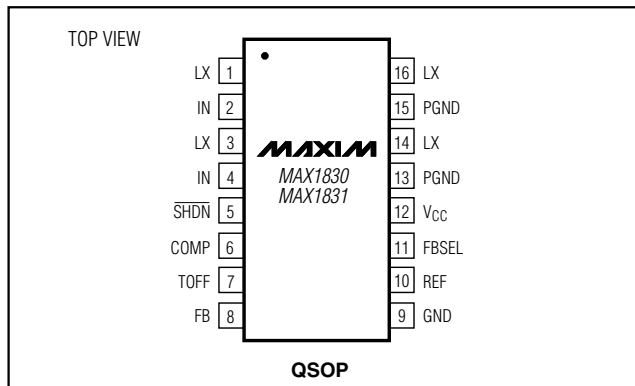 TOP VIEW
LX 1
IN 2
LX 3
IN 4
SHDN 5
COMP 6
TOFF 7
FB 8
MAXIM
MAX1830
MAX1831
16 LX
15 PGND
14 LX
13 PGND
12 VCC
11 FBSEL
10 REF
9 GND
QSOP